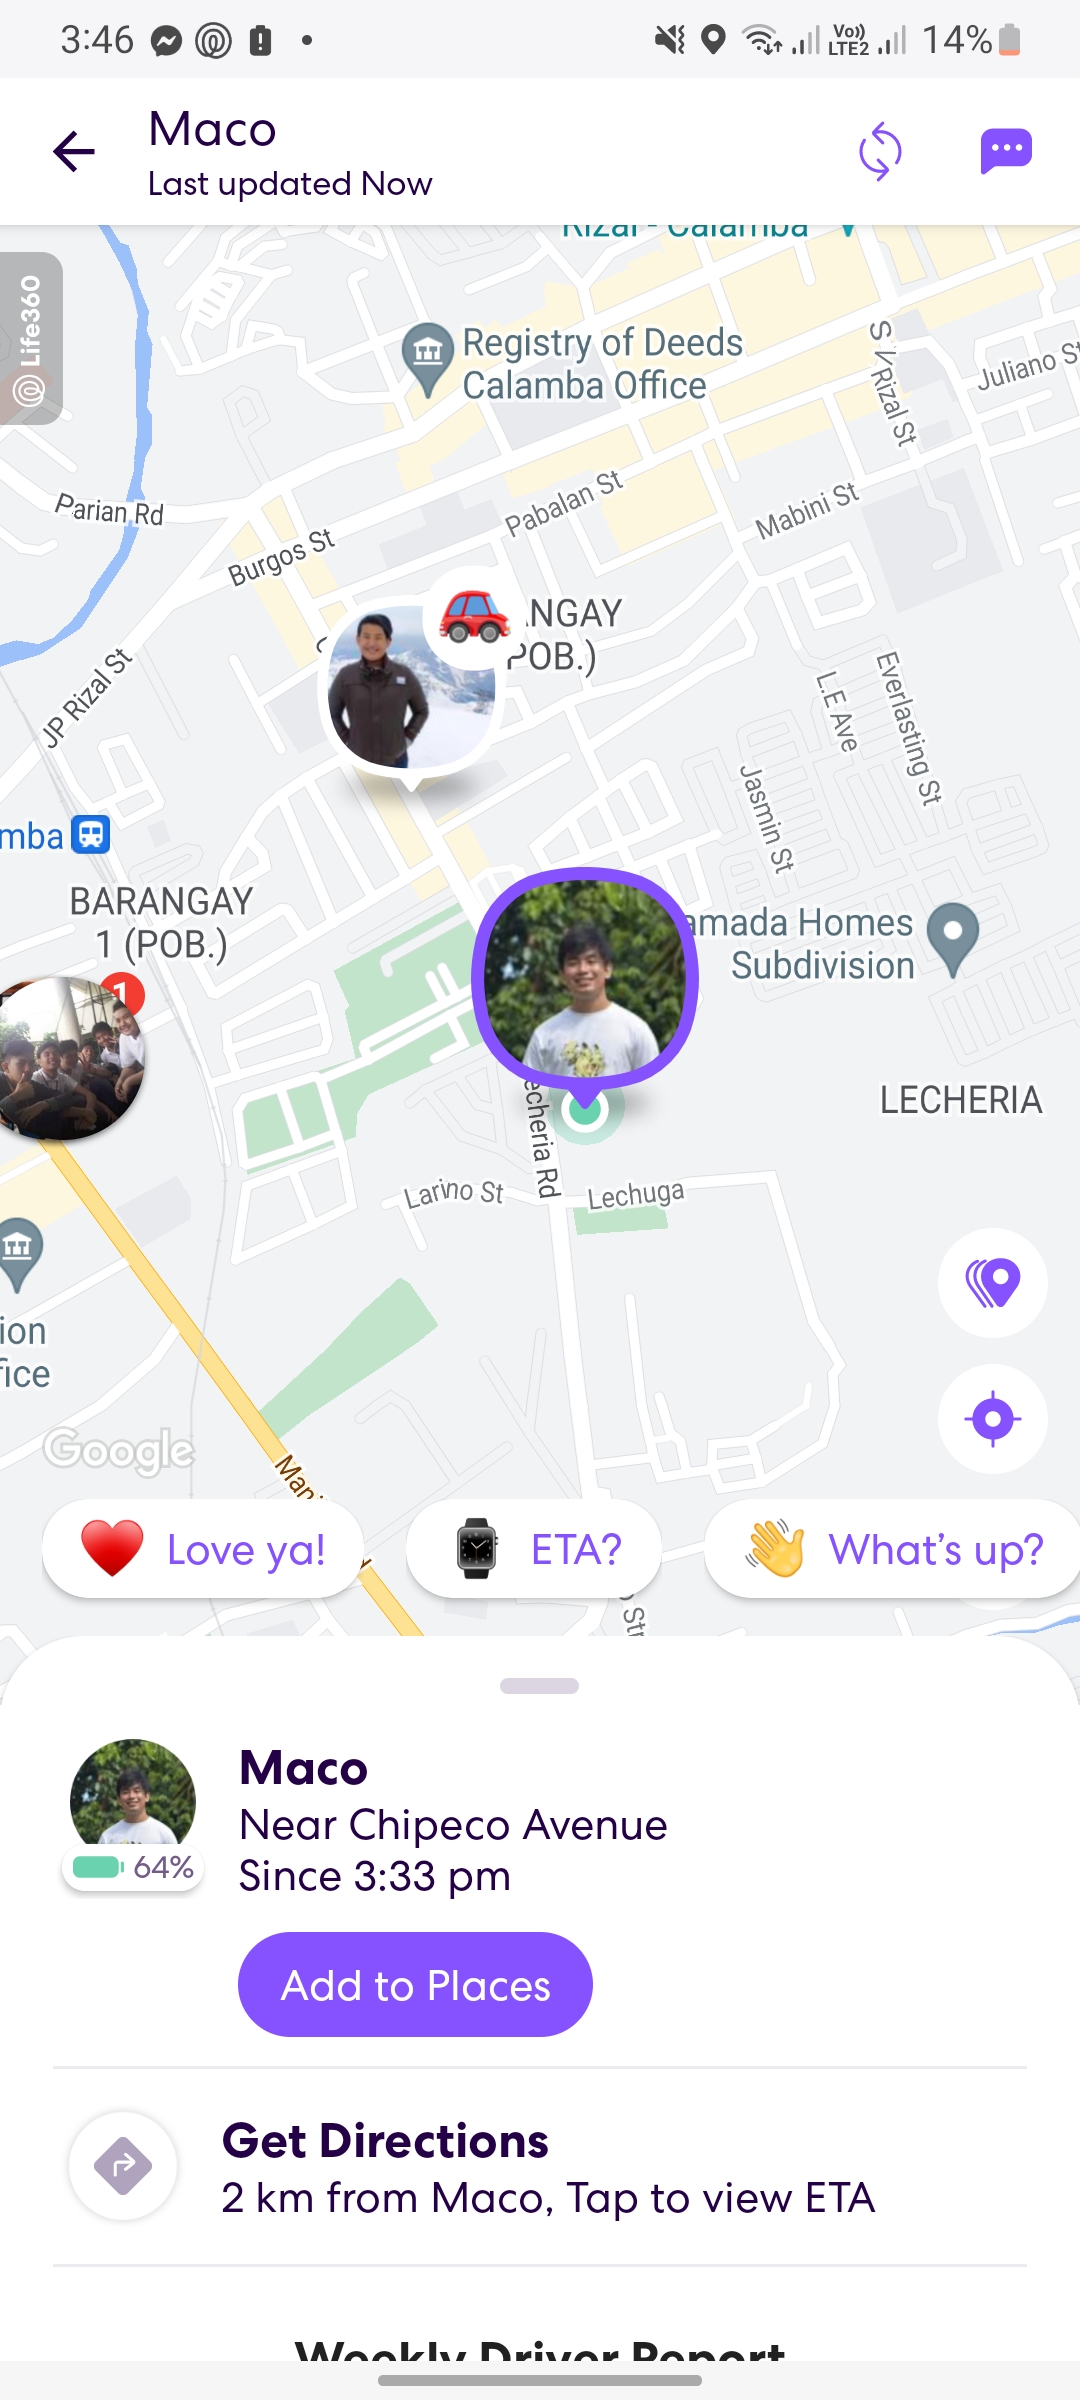 3:46
Vo))
LTE2
14%
Maco
Last updated Now
Rizal - Calamba
Life360
Registry of Deeds
Calamba Office
S V Rizal St
Juliano St
Parian Rd
Pabalan St
Mabini St
Burgos St
ANGAY
POB.)
JP Rizal St
L.E Ave
Everlasting St
Jasmin St
mba
BARANGAY
1 (POB.)
amada Homes
Subdivision
1
LECHERIA
echeria Rd
Larino St
Lechuga
ion
fice
Google
Mani
Love ya!
ETA?
What's up?
Str
Maco
64%
Near Chipeco Avenue
Since 3:33 pm
Add to Places
Get Directions
2 km from Maco, Tap to view ETA
Weekly Driver Report